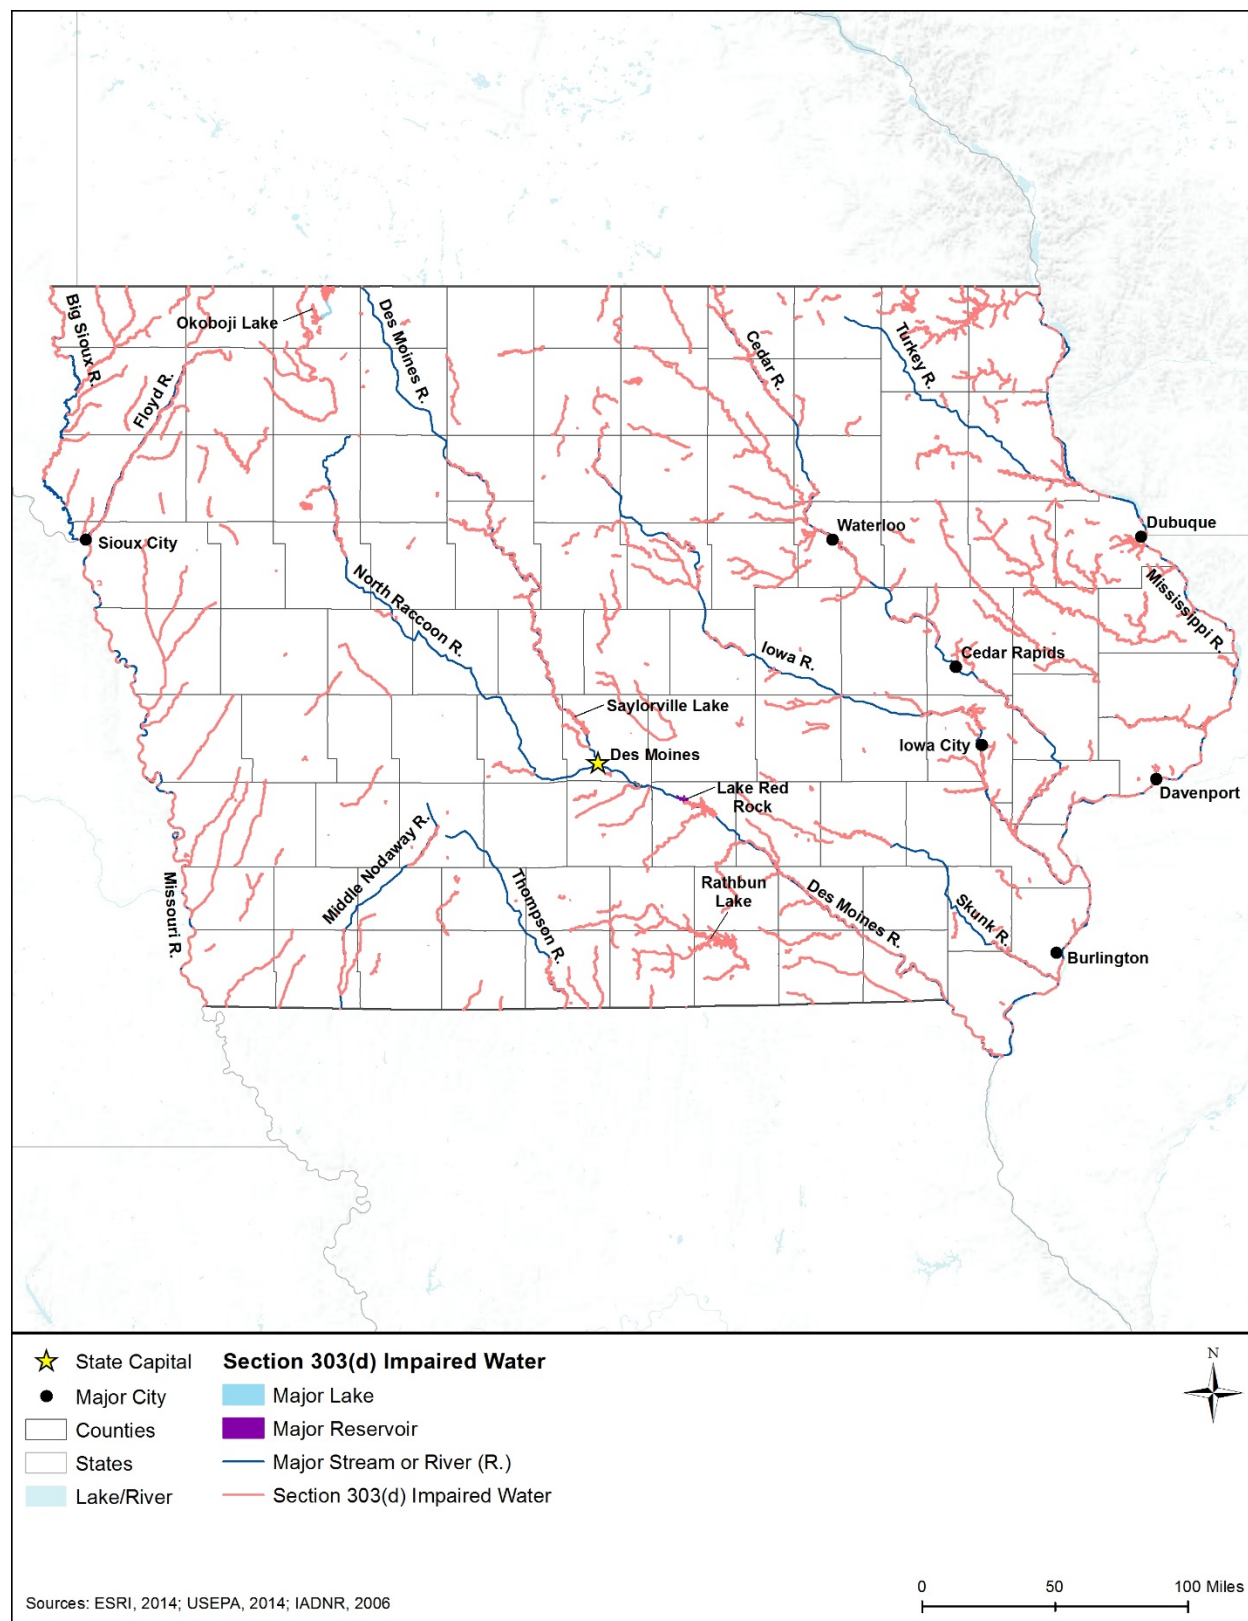 Big Sioux R.
Okoboji Lake
Des Moines R.
Floyd R.
Cedar R.
Turkey R.
Sioux City
Waterloo
Dubuque
North Raccoon R.
Mississippi R.
Iowa R.
Cedar Rapids
Saylorville Lake
Iowa City
Des Moines
Lake Red
Rock
Davenport
Middle Nodaway R.
Missouri R.
Thompson R.
Rathbun
Lake
Des Moines R.
Skunk R.
Burlington
State Capital
Major City
Counties
States
Lake/River
Section 303(d) Impaired Water
Major Lake
Major Reservoir
Major Stream or River (R.)
Section 303(d) Impaired Water
N
Sources: ESRI, 2014; USEPA, 2014; IADNR, 2006
0 50 100 Miles